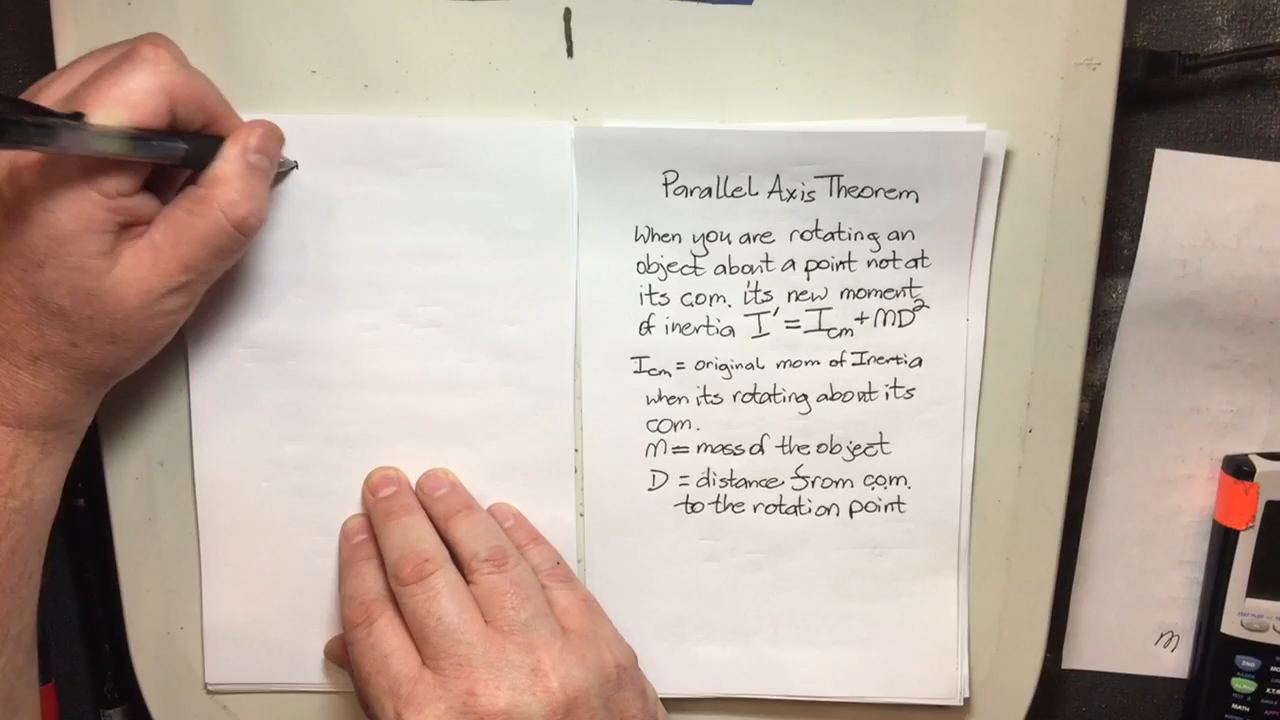 Parallel Axis Theorem
When you are rotating an
object about a point not at
its com. its new moment
of inertia I' = Icm + MD²
Icm = original mom of Inertia
when its rotating about its
com.
M = mass of the object
D = distance from com.
to the rotation point
m
MATH